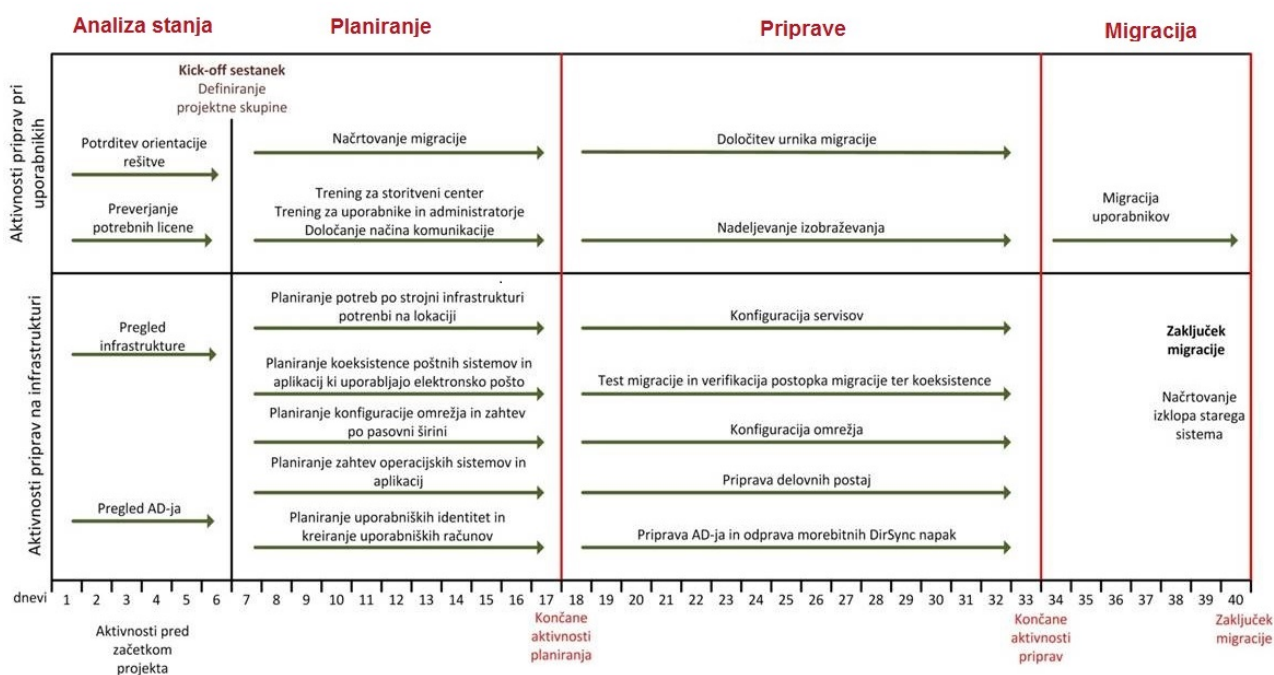 Analiza stanja
Planiranje
Priprave
Migracija
Aktivnosti priprav pri
uporabnikih
Kick-off sestanek
Definiranje
projektne skupine
Potrditev orientacije
rešitve
Preverjanje
potrebnih licenc
Načrtovanje migracije
Trening za storitveni center
Trening za uporabnike in administratorje
Določanje načina komunikacije
Določitev urnika migracije
Nadeljevanje izobraževanja
Migracija
uporabnikov
Aktivnosti priprav na infrastrukturi
Pregled
infrastrukture
Pregled AD-ja
Planiranje potreb po strojni infrastrukturi
potrenbi na lokaciji
Planiranje koeksistence poštnih sistemov in
aplikacij ki uporabljajo elektronsko pošto
Planiranje konfiguracije omrežja in zahtev
po pasovni širini
Planiranje zahtev operacijskih sistemov in
aplikacij
Planiranje uporabniških identitet in
kreiranje uporabniških računov
Konfiguracija servisov
Test migracije in verifikacija postopka migracije ter koeksistence
Konfiguracija omrežja
Priprava delovnih postaj
Priprava AD-ja in odprava morebitnih DirSync napak
Zaključek
migracije
Načrtovanje
izklopa starega
sistema
dnevi 1 2 3 4 5 6 7 8 9 10 11 12 13 14 15 16 17 18 19 20 21 22 23 24 25 26 27 28 29 30 31 32 33 34 35 36 37 38 39 40
Aktivnosti pred
začetkom
projekta
Končane
aktivnosti
planiranja
Končane
aktivnosti
priprav
Zaključek
migracije